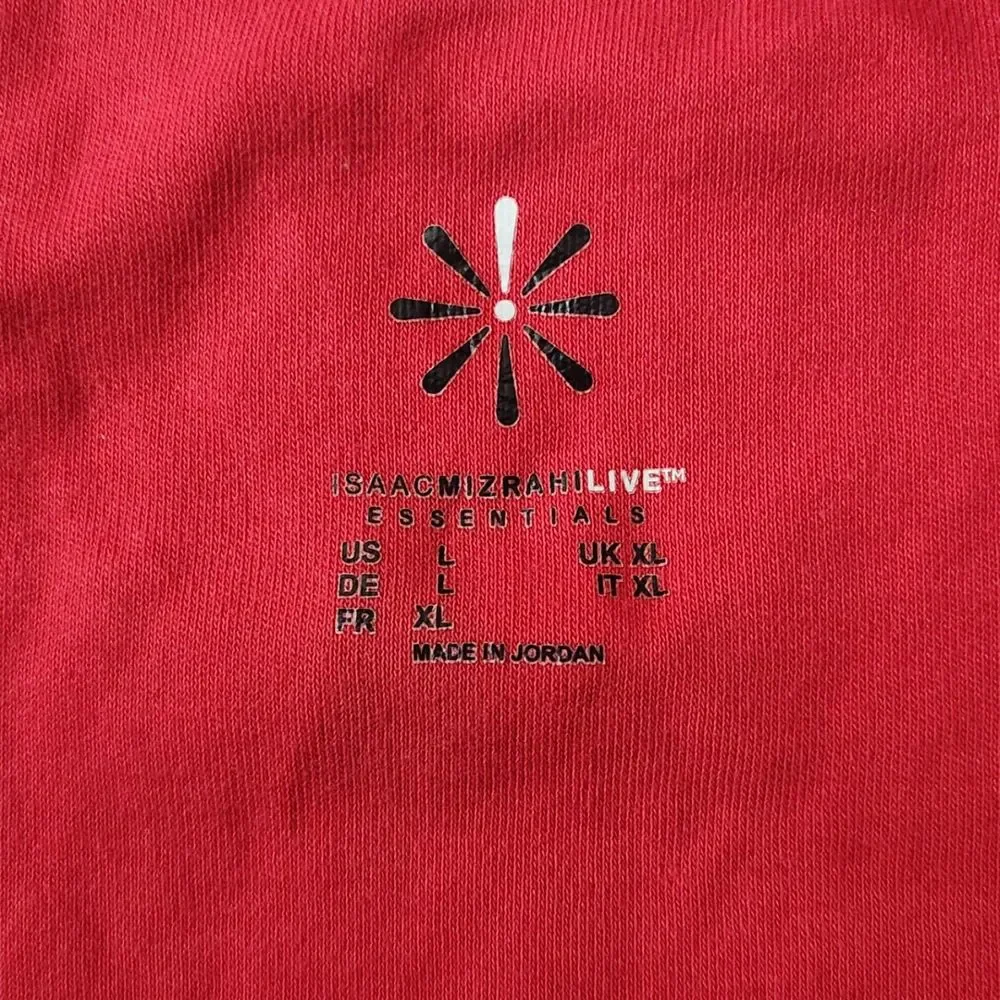 ISAACMIZRAHILIVE™
ESSENTIALS
US L UK XL
DE L IT XL
FR XL
MADE IN JORDAN